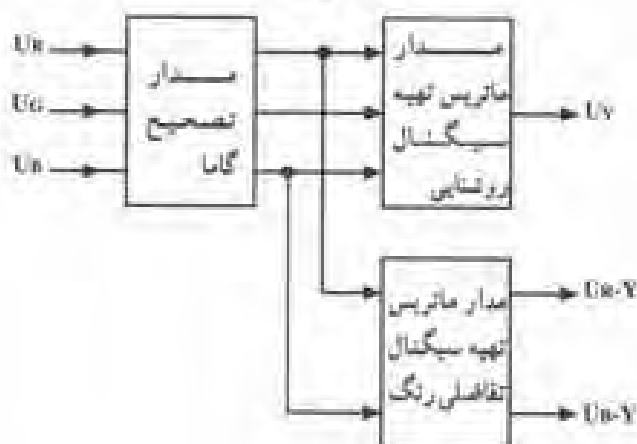 UR
UG
UB
مدار
تصحیح
گاما
مدار
ماتریس تهیه
سیگنال
روشنایی
UY
مدار ماتریس
تهیه سیگنال
تفاضلی رنگ
UR-Y
UB-Y